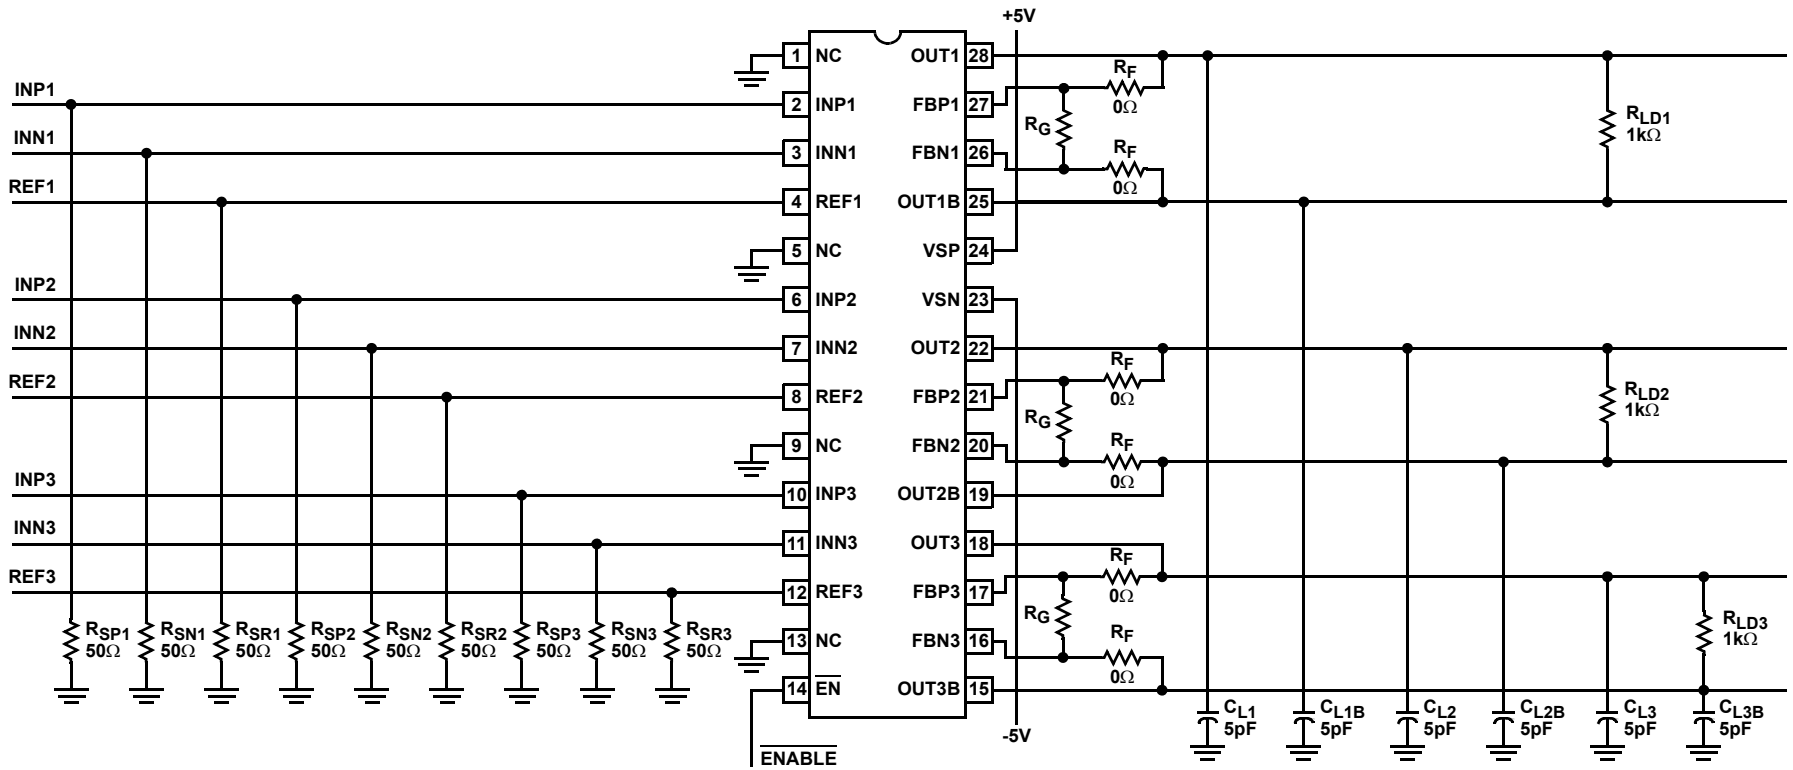 +5V
1 NC OUT1 28
INP1
2 INP1 FBP1 27
RF
0Ω
RG
RLD1
1kΩ
INN1
3 INN1 FBN1 26
RF
0Ω
REF1
4 REF1 OUT1B 25
5 NC VSP 24
INP2
6 INP2 VSN 23
INN2
7 INN2 OUT2 22
RF
0Ω
REF2
8 REF2 FBP2 21
RG
RLD2
1kΩ
9 NC FBN2 20
RF
0Ω
INP3
10 INP3 OUT2B 19
INN3
11 INN3 OUT3 18
RF
0Ω
REF3
12 REF3 FBP3 17
RG
RSP1
50Ω
RSN1
50Ω
RSR1
50Ω
RSP2
50Ω
RSN2
50Ω
RSR2
50Ω
RSP3
50Ω
RSN3
50Ω
RSR3
50Ω
13 NC FBN3 16
RF
0Ω
RLD3
1kΩ
14 EN OUT3B 15
CL1
5pF
CL1B
5pF
CL2
5pF
CL2B
5pF
CL3
5pF
CL3B
5pF
-5V
ENABLE